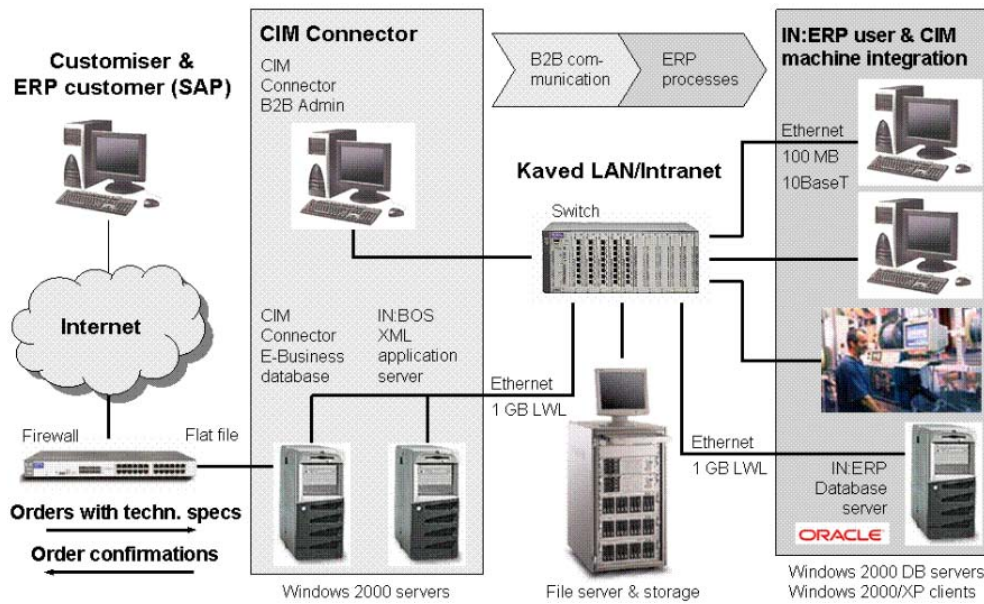 Customiser &
ERP customer (SAP)
Internet
Firewall
Flat file
Orders with techn. specs
Order confirmations
CIM Connector
CIM
Connector
B2B Admin
CIM
Connector
E-Business
database
IN:BOS
XML
application
server
Windows 2000 servers
B2B com-
munication
ERP
processes
Kaved LAN/Intranet
Switch
Ethernet
1 GB LWL
File server & storage
Ethernet
1 GB LWL
IN:ERP user & CIM
machine integration
Ethernet
100 MB
10BaseT
IN:ERP
Database
server
ORACLE
Windows 2000 DB servers
Windows 2000/XP clients